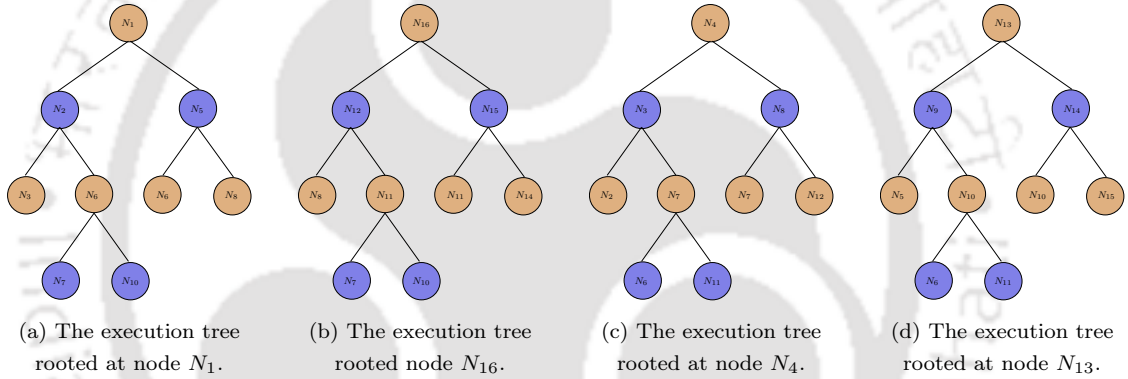 N1 N16 N4 N13
N2 N5 N12 N15 N3 N8 N9 N14
N3 N6 N6 N8 N8 N11 N11 N14 N2 N7 N7 N12 N5 N10 N10 N15
N7 N10 N7 N10 N6 N11 N6 N11
(a) The execution tree
rooted at node N1.
(b) The execution tree
rooted node N16.
(c) The execution tree
rooted at node N4.
(d) The execution tree
rooted at node N13.